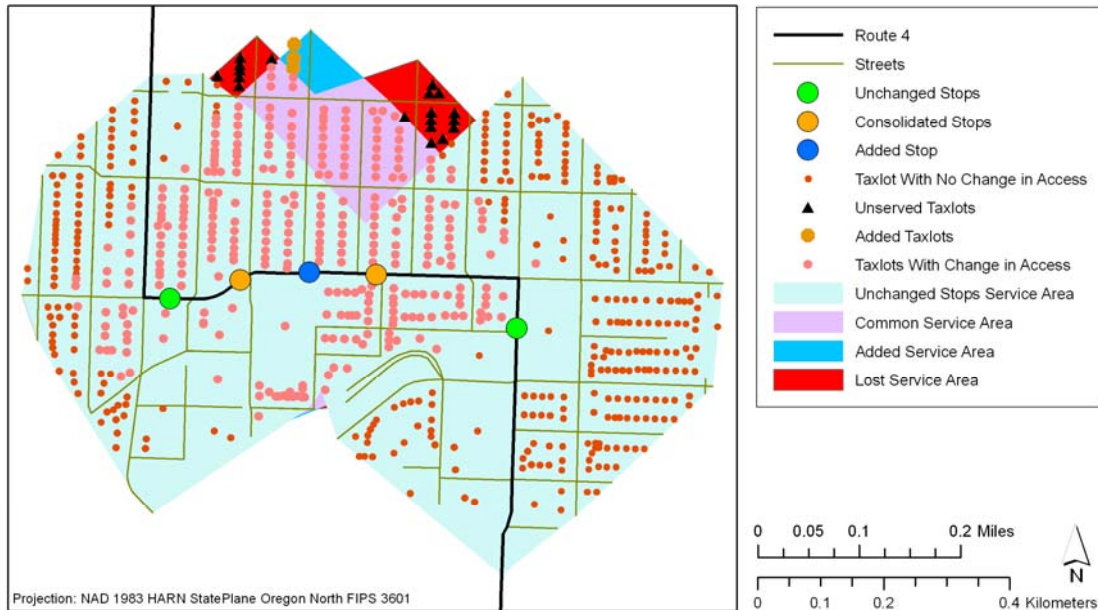 Route 4
Streets
Unchanged Stops
Consolidated Stops
Added Stop
Taxlot With No Change in Access
Unserved Taxlots
Added Taxlots
Taxlots With Change in Access
Unchanged Stops Service Area
Common Service Area
Added Service Area
Lost Service Area
0 0.05 0.1 0.2 Miles
N
0 0.1 0.2 0.4 Kilometers
Projection: NAD 1983 HARN StatePlane Oregon North FIPS 3601